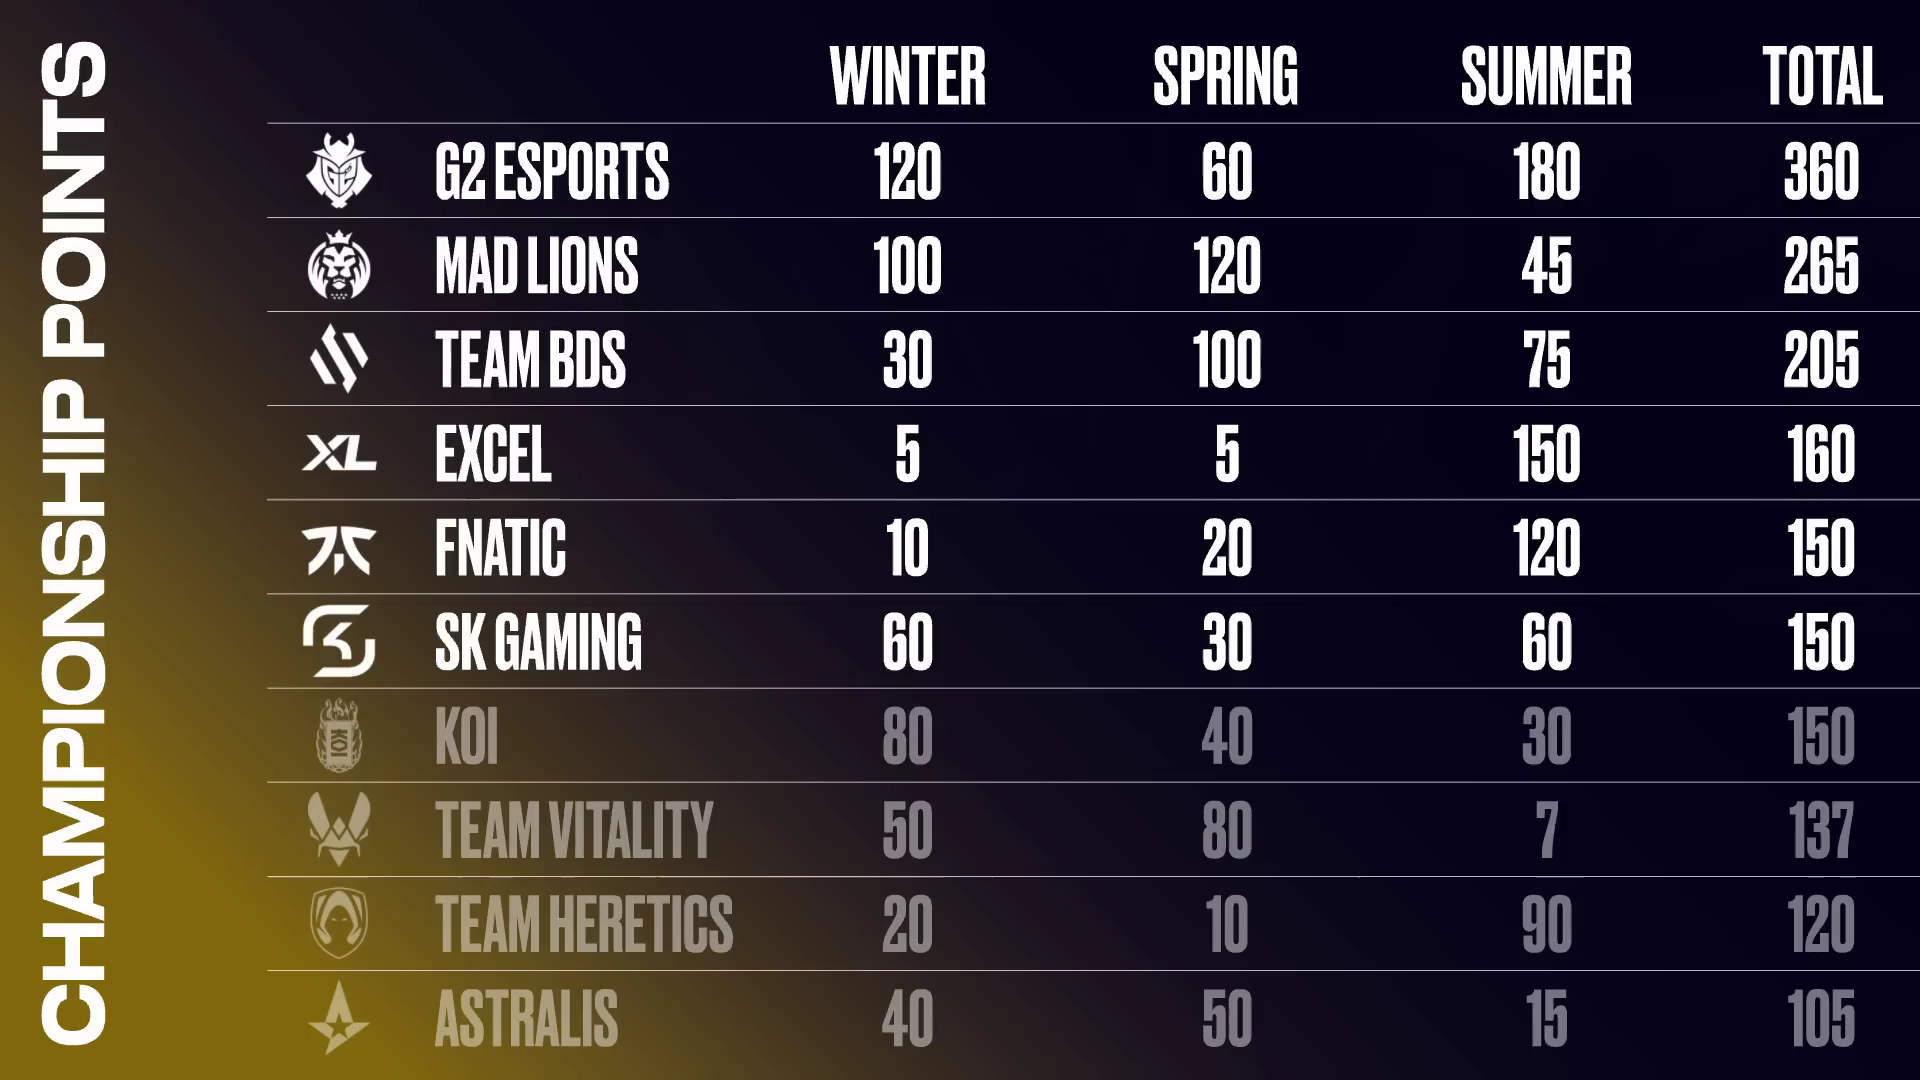 CHAMPIONSHIP POINTS
WINTER SPRING SUMMER TOTAL
G2 ESPORTS 120 60 180 360
MAD LIONS 100 120 45 265
TEAM BDS 30 100 75 205
XL EXCEL 5 5 150 160
FNATIC 10 20 120 150
SK GAMING 60 30 60 150
KOI KOI 80 40 30 150
TEAM VITALITY 50 80 7 137
TEAM HERETICS 20 10 90 120
ASTRALIS 40 50 15 105